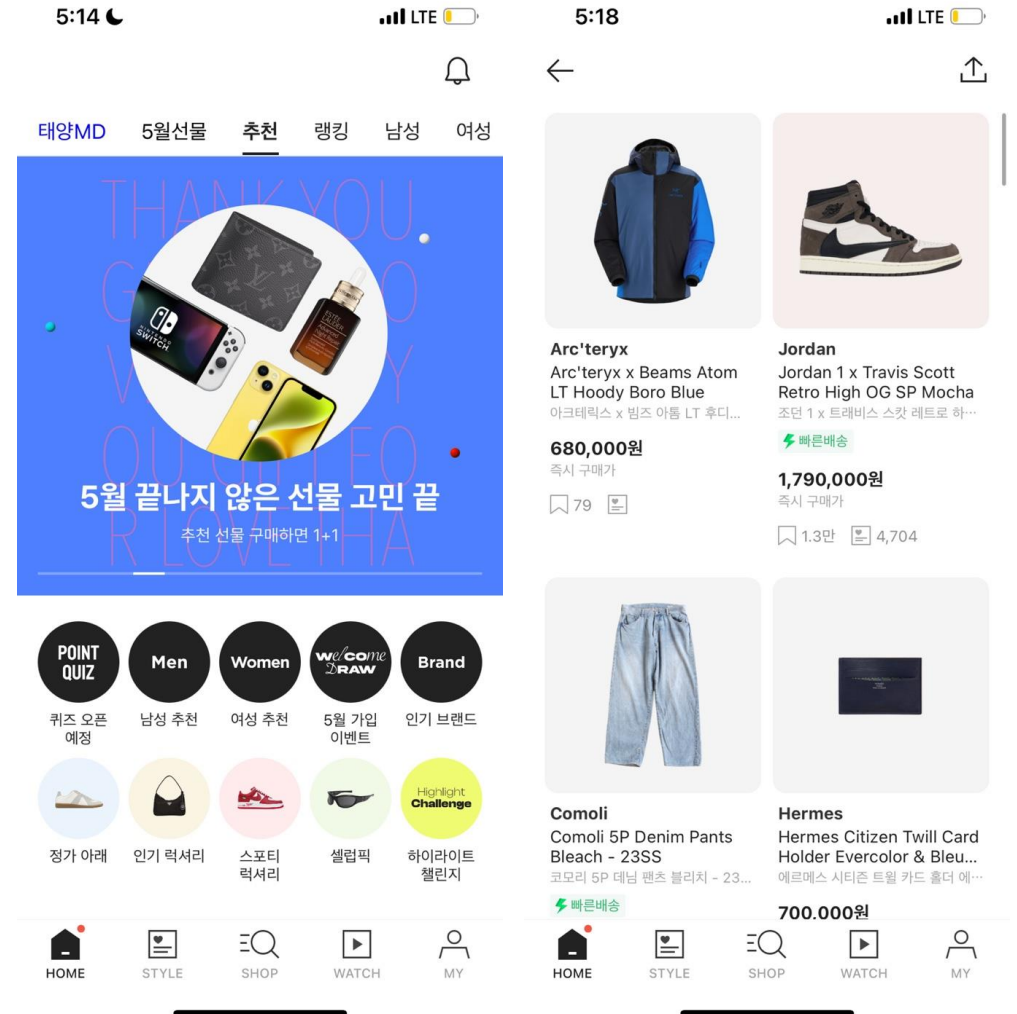 5:14
LTE
태양MD
5월선물
추천
랭킹
남성
여성
THANK YOU
NINTENDO
SWITCH
ESTĒE
LAUDER
Advanced
Night Repair
5월 끝나지 않은 선물 고민 끝
추천 선물 구매하면 1+1
POINT
QUIZ
Men
Women
Welcome
DRAW
Brand
퀴즈 오픈
예정
남성 추천
여성 추천
5월 가입
이벤트
인기 브랜드
Highlight
Challenge
정가 아래
인기 럭셔리
스포티
럭셔리
셀럽픽
하이라이트
챌린지
HOME
STYLE
SHOP
WATCH
MY
5:18
LTE
Arc'teryx
Arc'teryx x Beams Atom
LT Hoody Boro Blue
아크테릭스 x 빔즈 아톰 LT 후디...
680,000원
즉시 구매가
79
Jordan
Jordan 1 x Travis Scott
Retro High OG SP Mocha
조던 1 x 트래비스 스캇 레트로 하...
빠른배송
1,790,000원
즉시 구매가
1.3만
4,704
Comoli
Comoli 5P Denim Pants
Bleach - 23SS
코모리 5P 데님 팬츠 블리치 - 23...
빠른배송
Hermes
Hermes Citizen Twill Card
Holder Evercolor & Bleu...
에르메스 시티즌 트윌 카드 홀더 에...
700,000원
HOME
STYLE
SHOP
WATCH
MY